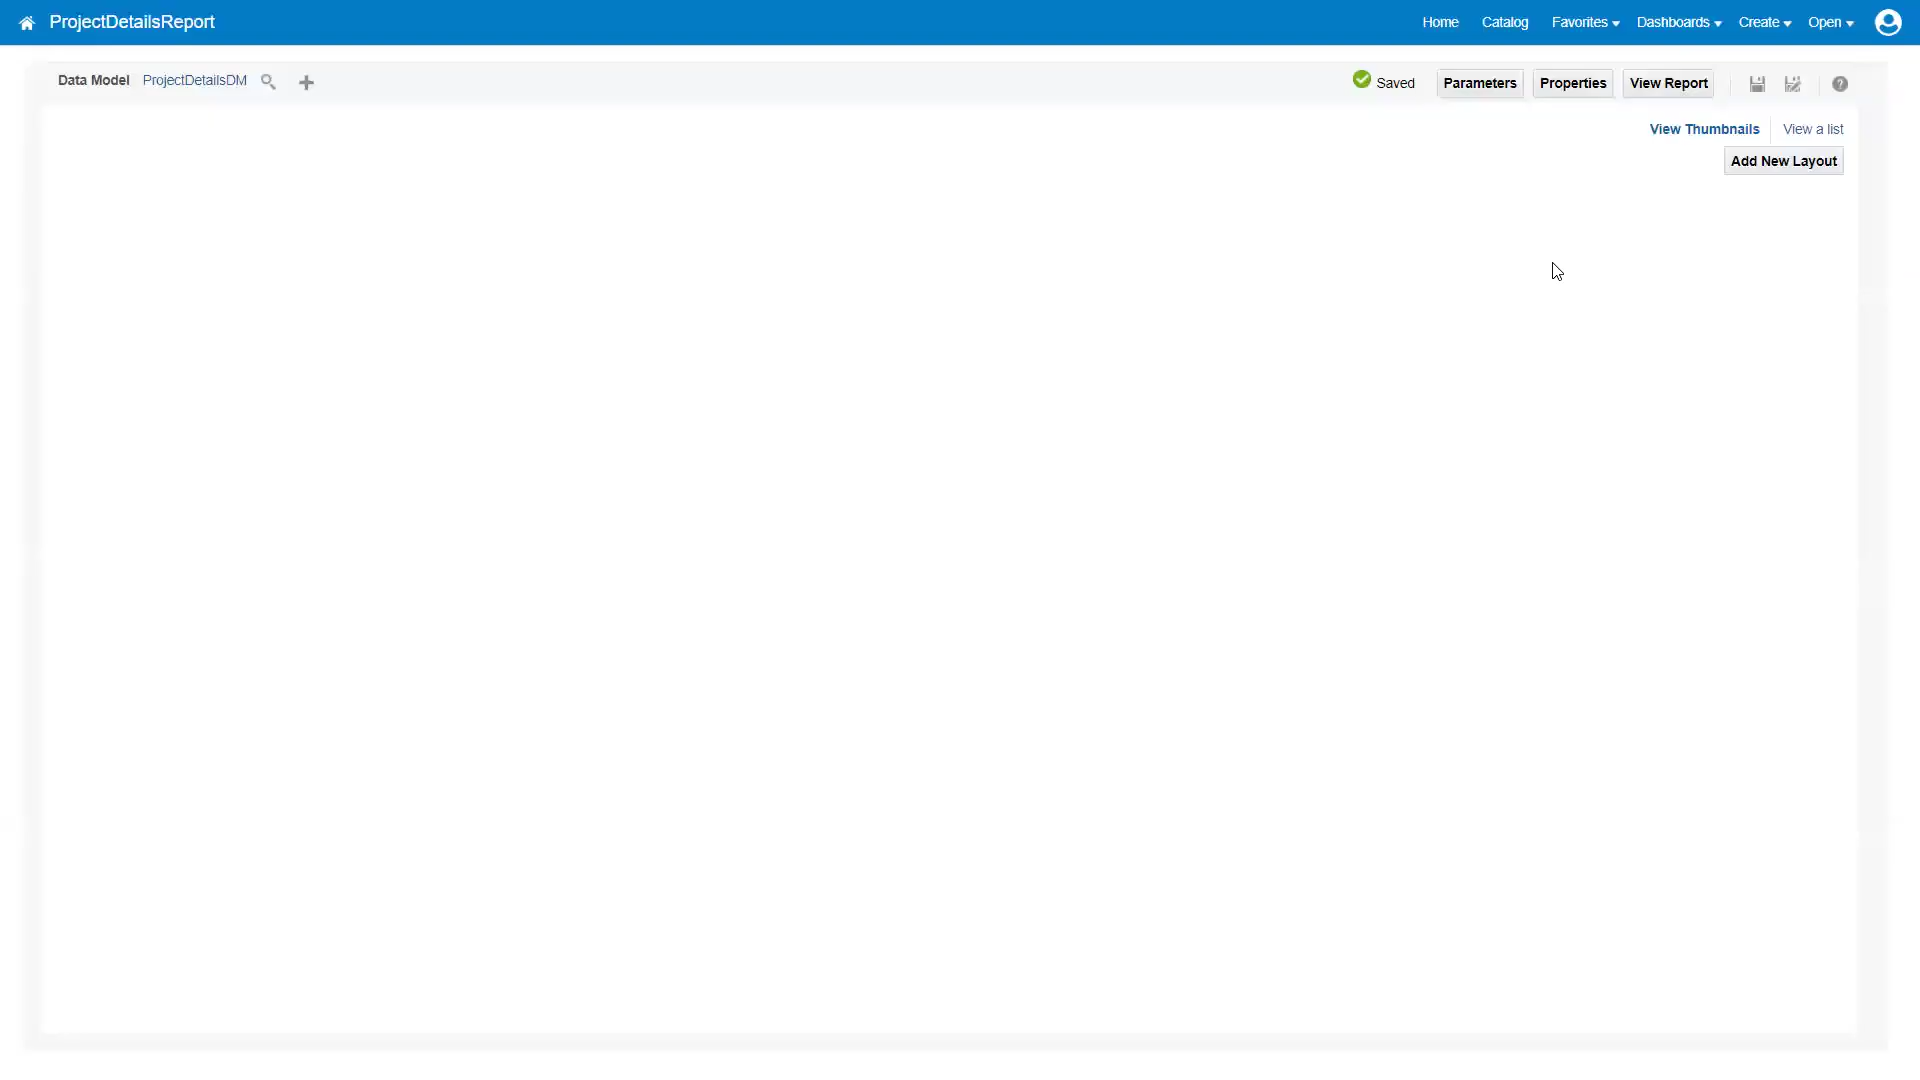 ProjectDetailsReport
Home Catalog Favorites Dashboards Create Open
Data Model ProjectDetailsDM
Saved Parameters Properties View Report
View Thumbnails View a list
Add New Layout